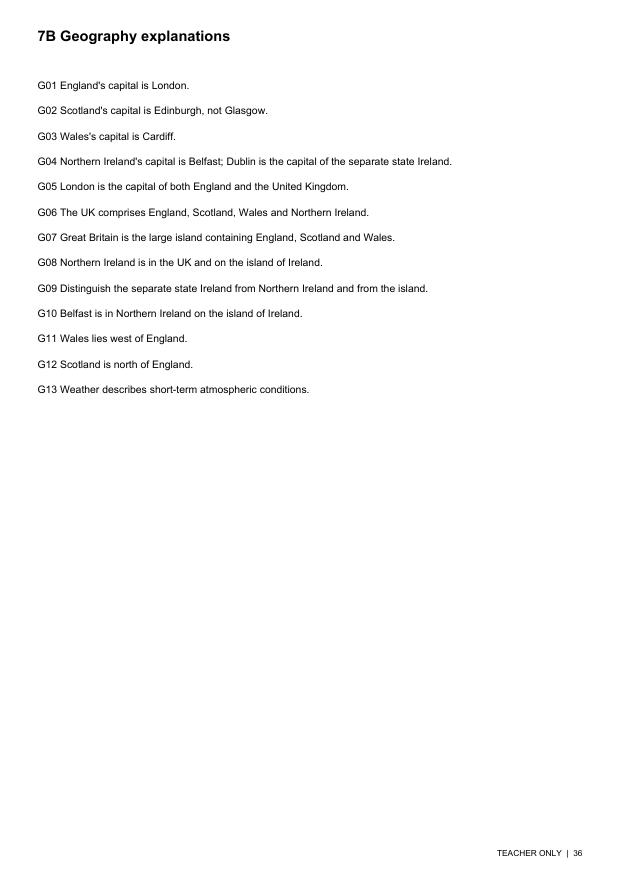 7B Geography explanations
G01 England's capital is London.
G02 Scotland's capital is Edinburgh, not Glasgow.
G03 Wales's capital is Cardiff.
G04 Northern Ireland's capital is Belfast; Dublin is the capital of the separate state Ireland.
G05 London is the capital of both England and the United Kingdom.
G06 The UK comprises England, Scotland, Wales and Northern Ireland.
G07 Great Britain is the large island containing England, Scotland and Wales.
G08 Northern Ireland is in the UK and on the island of Ireland.
G09 Distinguish the separate state Ireland from Northern Ireland and from the island.
G10 Belfast is in Northern Ireland on the island of Ireland.
G11 Wales lies west of England.
G12 Scotland is north of England.
G13 Weather describes short-term atmospheric conditions.
TEACHER ONLY | 36